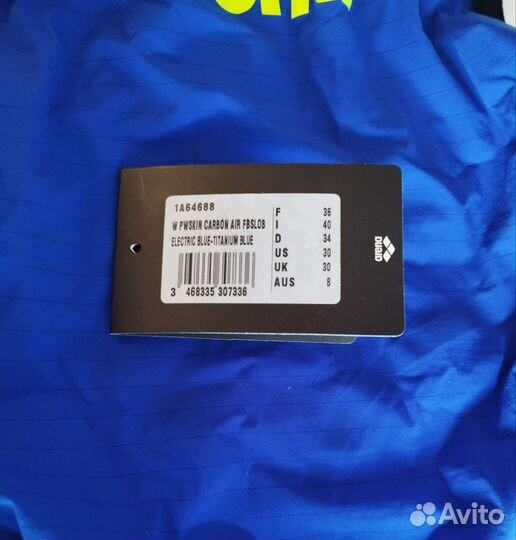 1A64688
W PWSKIN CARBON AIR FBSLOB
ELECTRIC BLUE-TITANIUM BLUE
3 468335 307336
F 36
I 40
D 34
US 30
UK 30
AUS 8
arena
Avito